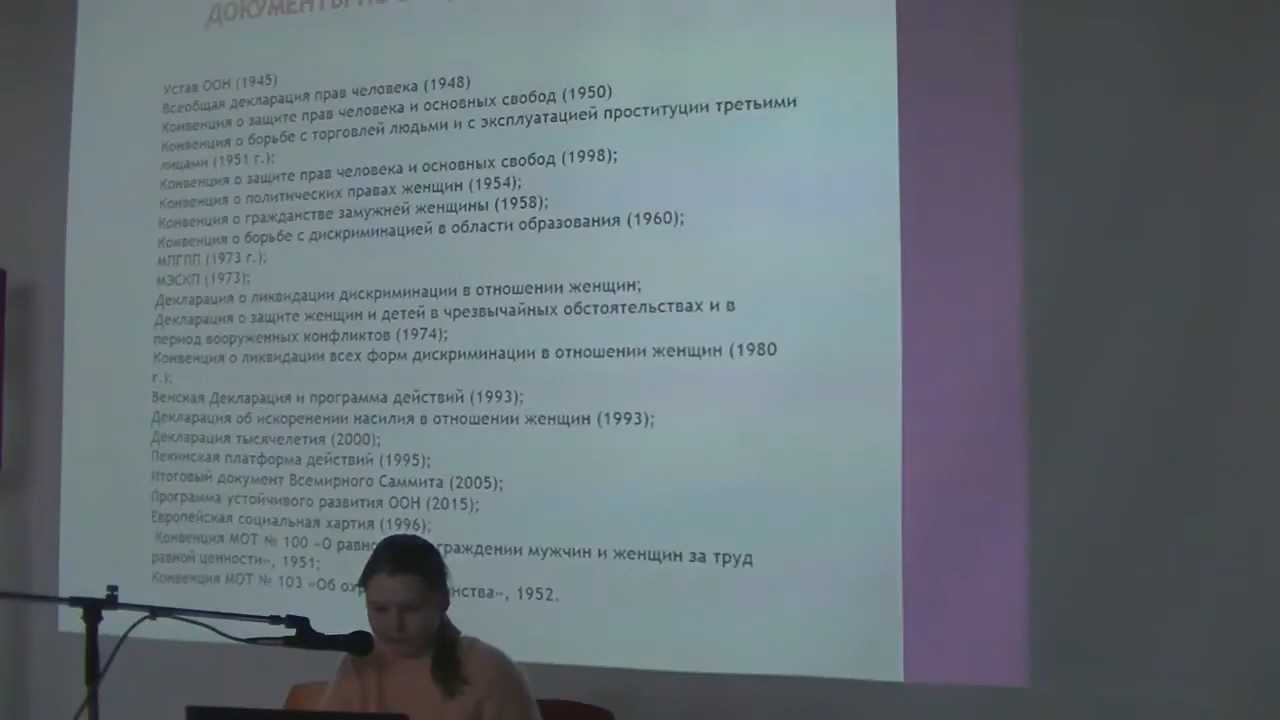 ДОКУМЕНТЫ ПО
Устав ООН (1945)
Всеобщая декларация прав человека (1948)
Конвенция о защите прав человека и основных свобод (1950)
Конвенция о борьбе с торговлей людьми и с эксплуатацией проституции третьими
лицами (1951 г.);
Конвенция о защите прав человека и основных свобод (1998);
Конвенция о политических правах женщин (1954);
Конвенция о гражданстве замужней женщины (1958);
Конвенция о борьбе с дискриминацией в области образования (1960);
МПГПП (1973 г.);
МЭСКП (1973);
Декларация о ликвидации дискриминации в отношении женщин;
Декларация о защите женщин и детей в чрезвычайных обстоятельствах и в
период вооруженных конфликтов (1974);
Конвенция о ликвидации всех форм дискриминации в отношении женщин (1980
г.);
Венская Декларация и программа действий (1993);
Декларация об искоренении насилия в отношении женщин (1993);
Декларация тысячелетия (2000);
Пекинская платформа действий (1995);
Итоговый документ Всемирного Саммита (2005);
Программа устойчивого развития ООН (2015);
Европейская социальная хартия (1996);
Конвенция МОТ № 100 «О равно граждении мужчин и женщин за труд
равной ценности», 1951;
Конвенция МОТ № 103 «Об ох нства», 1952.